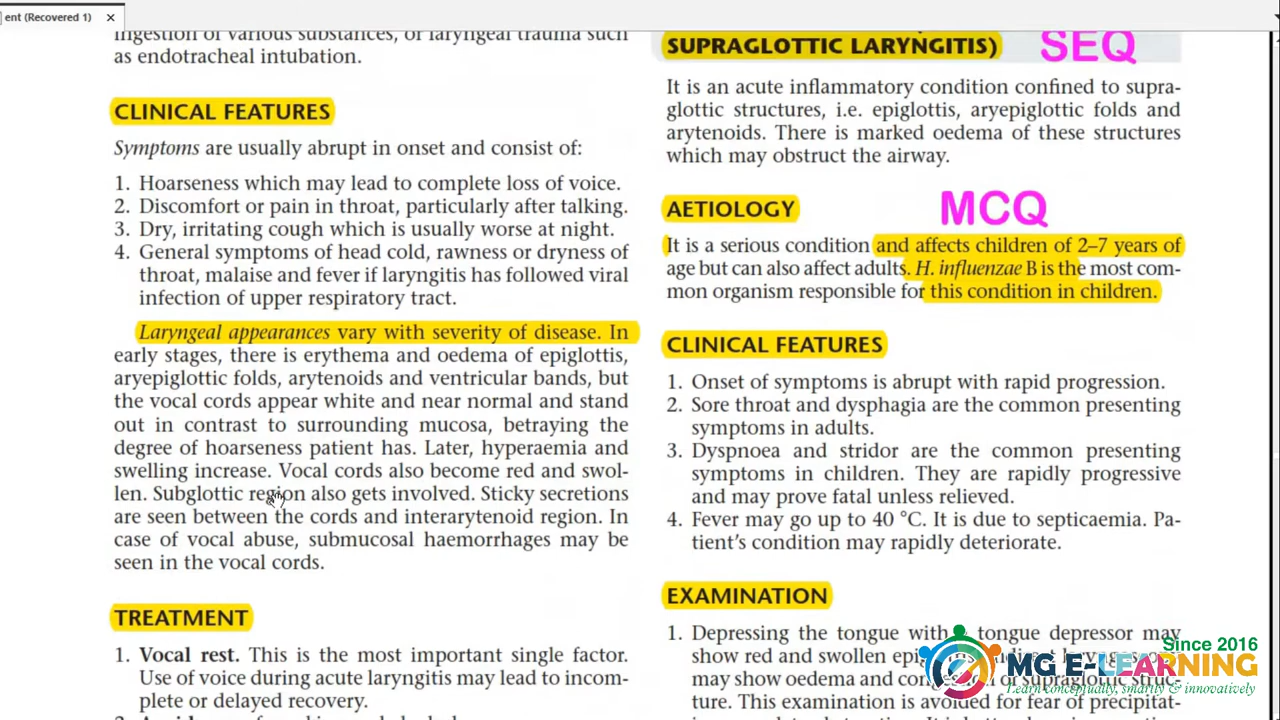 ent (Recovered 1) ×
ingestion of various substances, or laryngeal trauma such
as endotracheal intubation.
CLINICAL FEATURES
Symptoms are usually abrupt in onset and consist of:
1. Hoarseness which may lead to complete loss of voice.
2. Discomfort or pain in throat, particularly after talking.
3. Dry, irritating cough which is usually worse at night.
4. General symptoms of head cold, rawness or dryness of
throat, malaise and fever if laryngitis has followed viral
infection of upper respiratory tract.
Laryngeal appearances vary with severity of disease. In
early stages, there is erythema and oedema of epiglottis,
aryepiglottic folds, arytenoids and ventricular bands, but
the vocal cords appear white and near normal and stand
out in contrast to surrounding mucosa, betraying the
degree of hoarseness patient has. Later, hyperaemia and
swelling increase. Vocal cords also become red and swol-
len. Subglottic region also gets involved. Sticky secretions
are seen between the cords and interarytenoid region. In
case of vocal abuse, submucosal haemorrhages may be
seen in the vocal cords.
TREATMENT
1. Vocal rest. This is the most important single factor.
Use of voice during acute laryngitis may lead to incom-
plete or delayed recovery.
SUPRAGLOTTIC LARYNGITIS) SEQ
It is an acute inflammatory condition confined to supra-
glottic structures, i.e. epiglottis, aryepiglottic folds and
arytenoids. There is marked oedema of these structures
which may obstruct the airway.
AETIOLOGY MCQ
It is a serious condition and affects children of 2–7 years of
age but can also affect adults. H. influenzae B is the most com-
mon organism responsible for this condition in children.
CLINICAL FEATURES
1. Onset of symptoms is abrupt with rapid progression.
2. Sore throat and dysphagia are the common presenting
symptoms in adults.
3. Dyspnoea and stridor are the common presenting
symptoms in children. They are rapidly progressive
and may prove fatal unless relieved.
4. Fever may go up to 40 °C. It is due to septicaemia. Pa-
tient's condition may rapidly deteriorate.
EXAMINATION
1. Depressing the tongue with a tongue depressor may
show red and swollen
may show oedema and of supraglottic struc-
ture. This examination is avoided for fear of precipitat-
Since 2016
MG E-LEARNING
Learn conceptually, smartly & innovatively